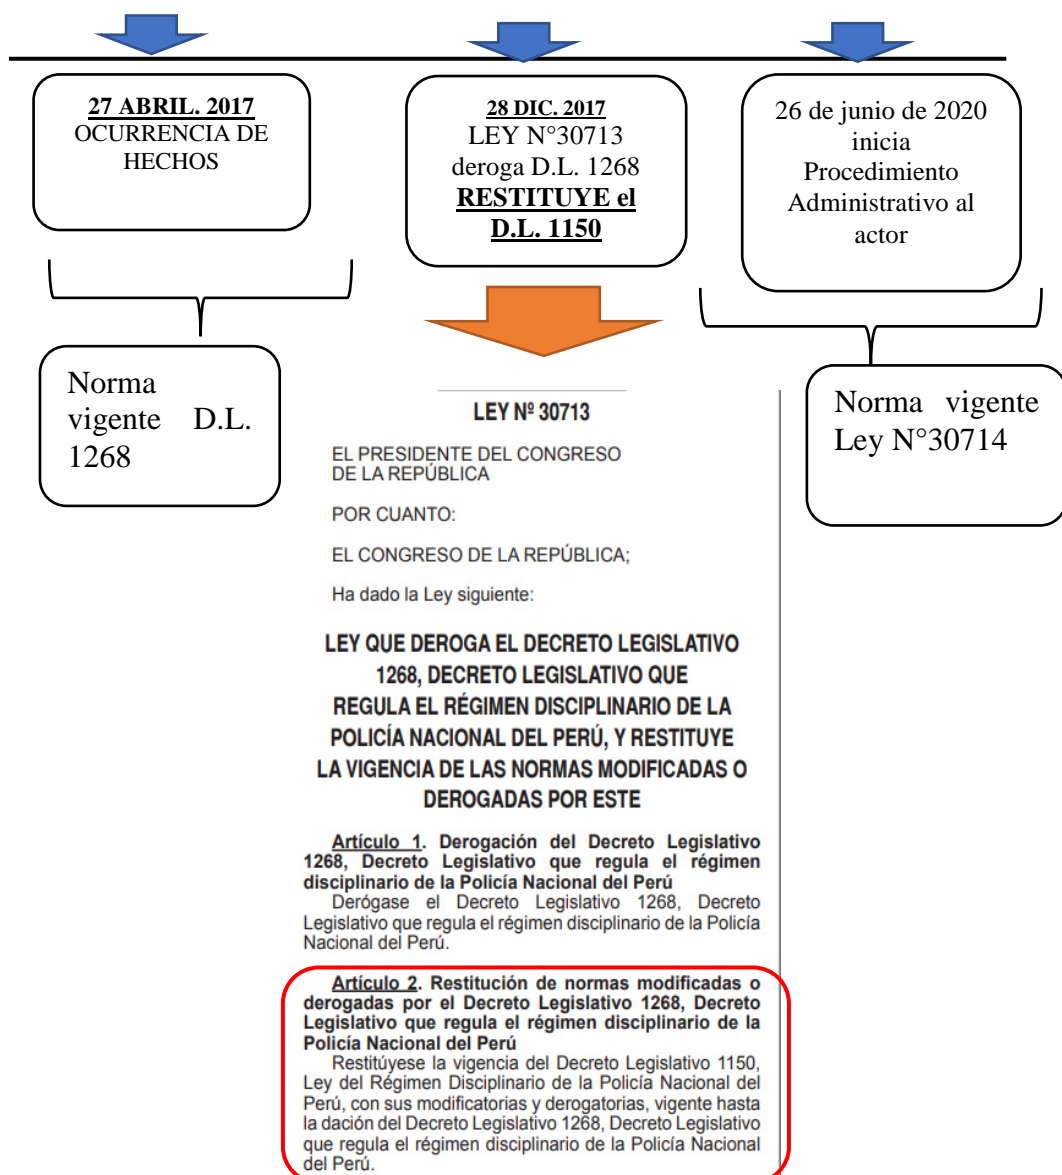 27 ABRIL. 2017
OCURRENCIA DE
HECHOS
28 DIC. 2017
LEY N°30713
deroga D.L. 1268
RESTITUYE el
D.L. 1150
26 de junio de 2020
inicia
Procedimiento
Administrativo al
actor
Norma
vigente D.L.
1268
Norma vigente
Ley N°30714
LEY Nº 30713
EL PRESIDENTE DEL CONGRESO
DE LA REPÚBLICA
POR CUANTO:
EL CONGRESO DE LA REPÚBLICA;
Ha dado la Ley siguiente:
LEY QUE DEROGA EL DECRETO LEGISLATIVO
1268, DECRETO LEGISLATIVO QUE
REGULA EL RÉGIMEN DISCIPLINARIO DE LA
POLICÍA NACIONAL DEL PERÚ, Y RESTITUYE
LA VIGENCIA DE LAS NORMAS MODIFICADAS O
DEROGADAS POR ESTE
Artículo 1. Derogación del Decreto Legislativo
1268, Decreto Legislativo que regula el régimen
disciplinario de la Policía Nacional del Perú
Derógase el Decreto Legislativo 1268, Decreto
Legislativo que regula el régimen disciplinario de la Policía
Nacional del Perú.
Artículo 2. Restitución de normas modificadas o
derogadas por el Decreto Legislativo 1268, Decreto
Legislativo que regula el régimen disciplinario de la
Policía Nacional del Perú
Restitúyese la vigencia del Decreto Legislativo 1150,
Ley del Régimen Disciplinario de la Policía Nacional del
Perú, con sus modificatorias y derogatorias, vigente hasta
la dación del Decreto Legislativo 1268, Decreto Legislativo
que regula el régimen disciplinario de la Policía Nacional
del Perú.